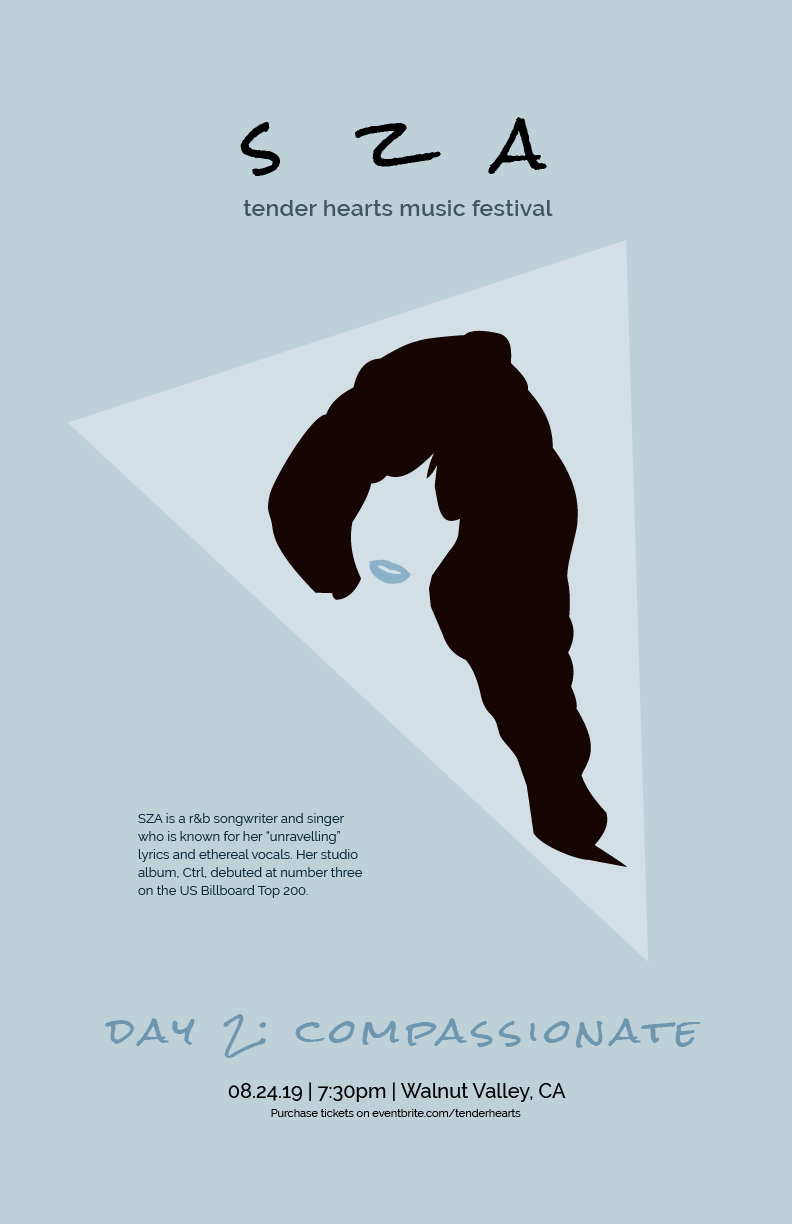 S Z A
tender hearts music festival
SZA is a r&b songwriter and singer
who is known for her "unravelling”
lyrics and ethereal vocals. Her studio
album, Ctrl, debuted at number three
on the US Billboard Top 200.
DAY 2: COMPASSIONATE
08.24.19 | 7:30pm | Walnut Valley, CA
Purchase tickets on eventbrite.com/tenderhearts